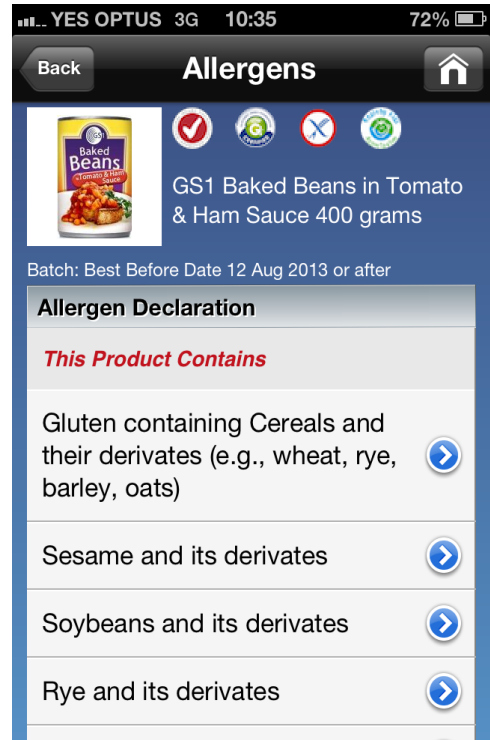 YES OPTUS 3G 10:35 72%
Back
Allergens
GS1
Baked
Beans
Tomato & Ham
Sauce
GS1 Baked Beans in Tomato
& Ham Sauce 400 grams
Batch: Best Before Date 12 Aug 2013 or after
Allergen Declaration
This Product Contains
Gluten containing Cereals and
their derivates (e.g., wheat, rye,
barley, oats)
Sesame and its derivates
Soybeans and its derivates
Rye and its derivates